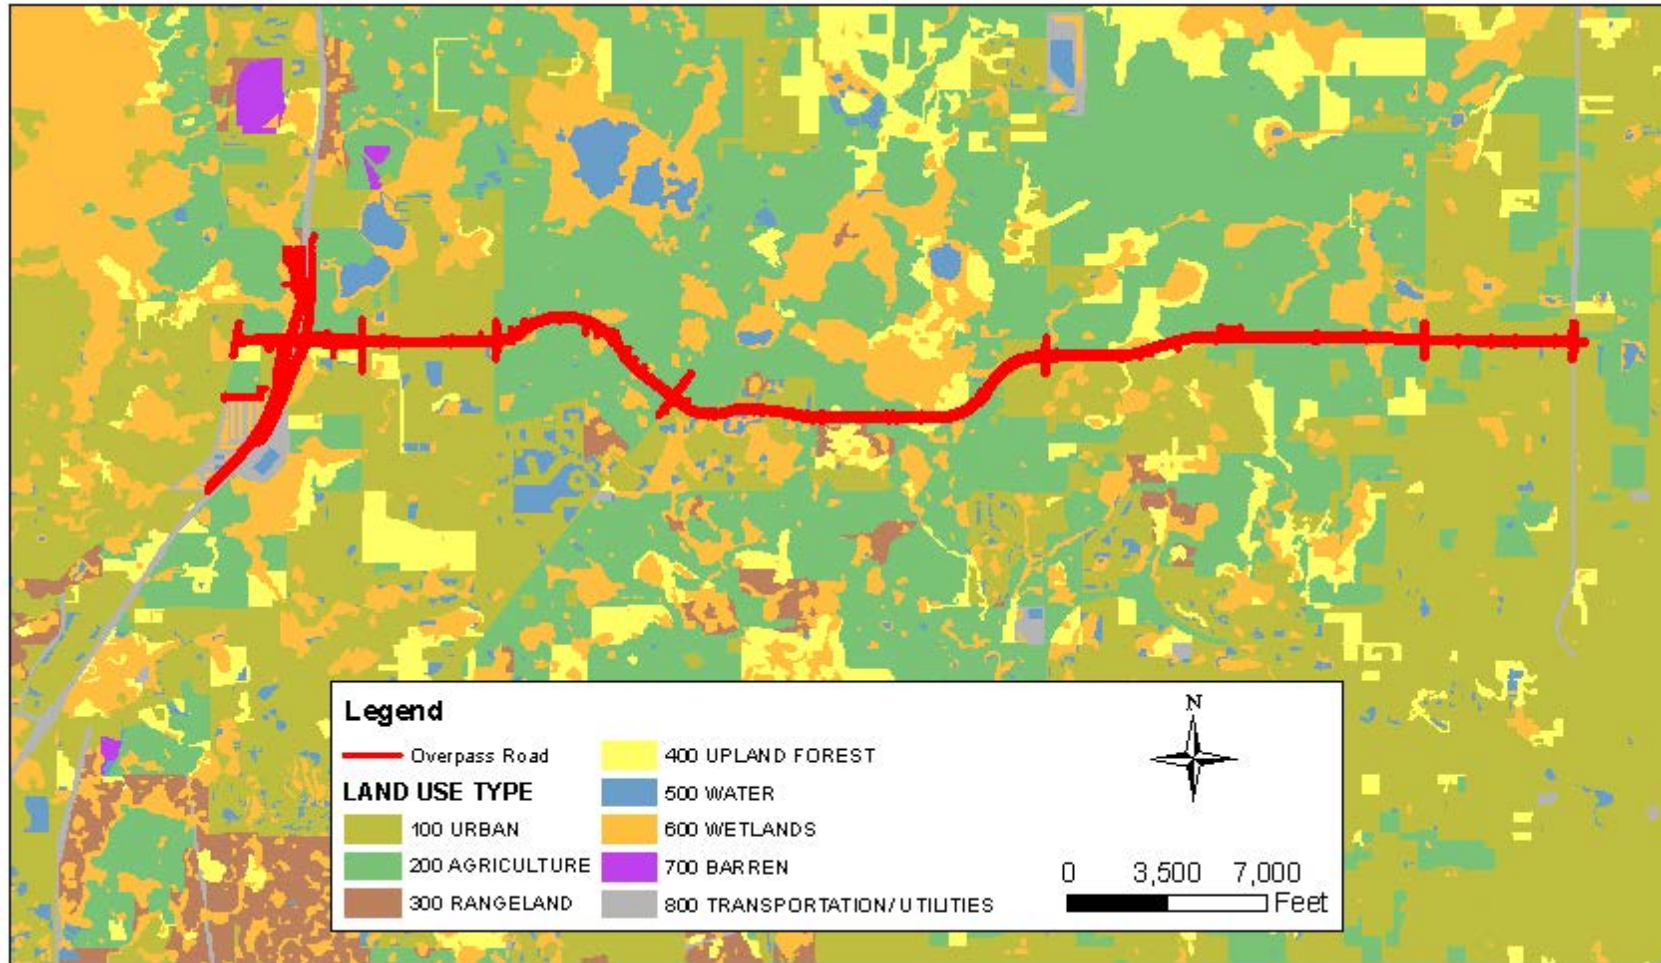 Legend
Overpass Road
LAND USE TYPE
100 URBAN
200 AGRICULTURE
300 RANGELAND
400 UPLAND FOREST
500 WATER
600 WETLANDS
700 BARREN
800 TRANSPORTATION/UTILITIES
N
0 3,500 7,000
Feet